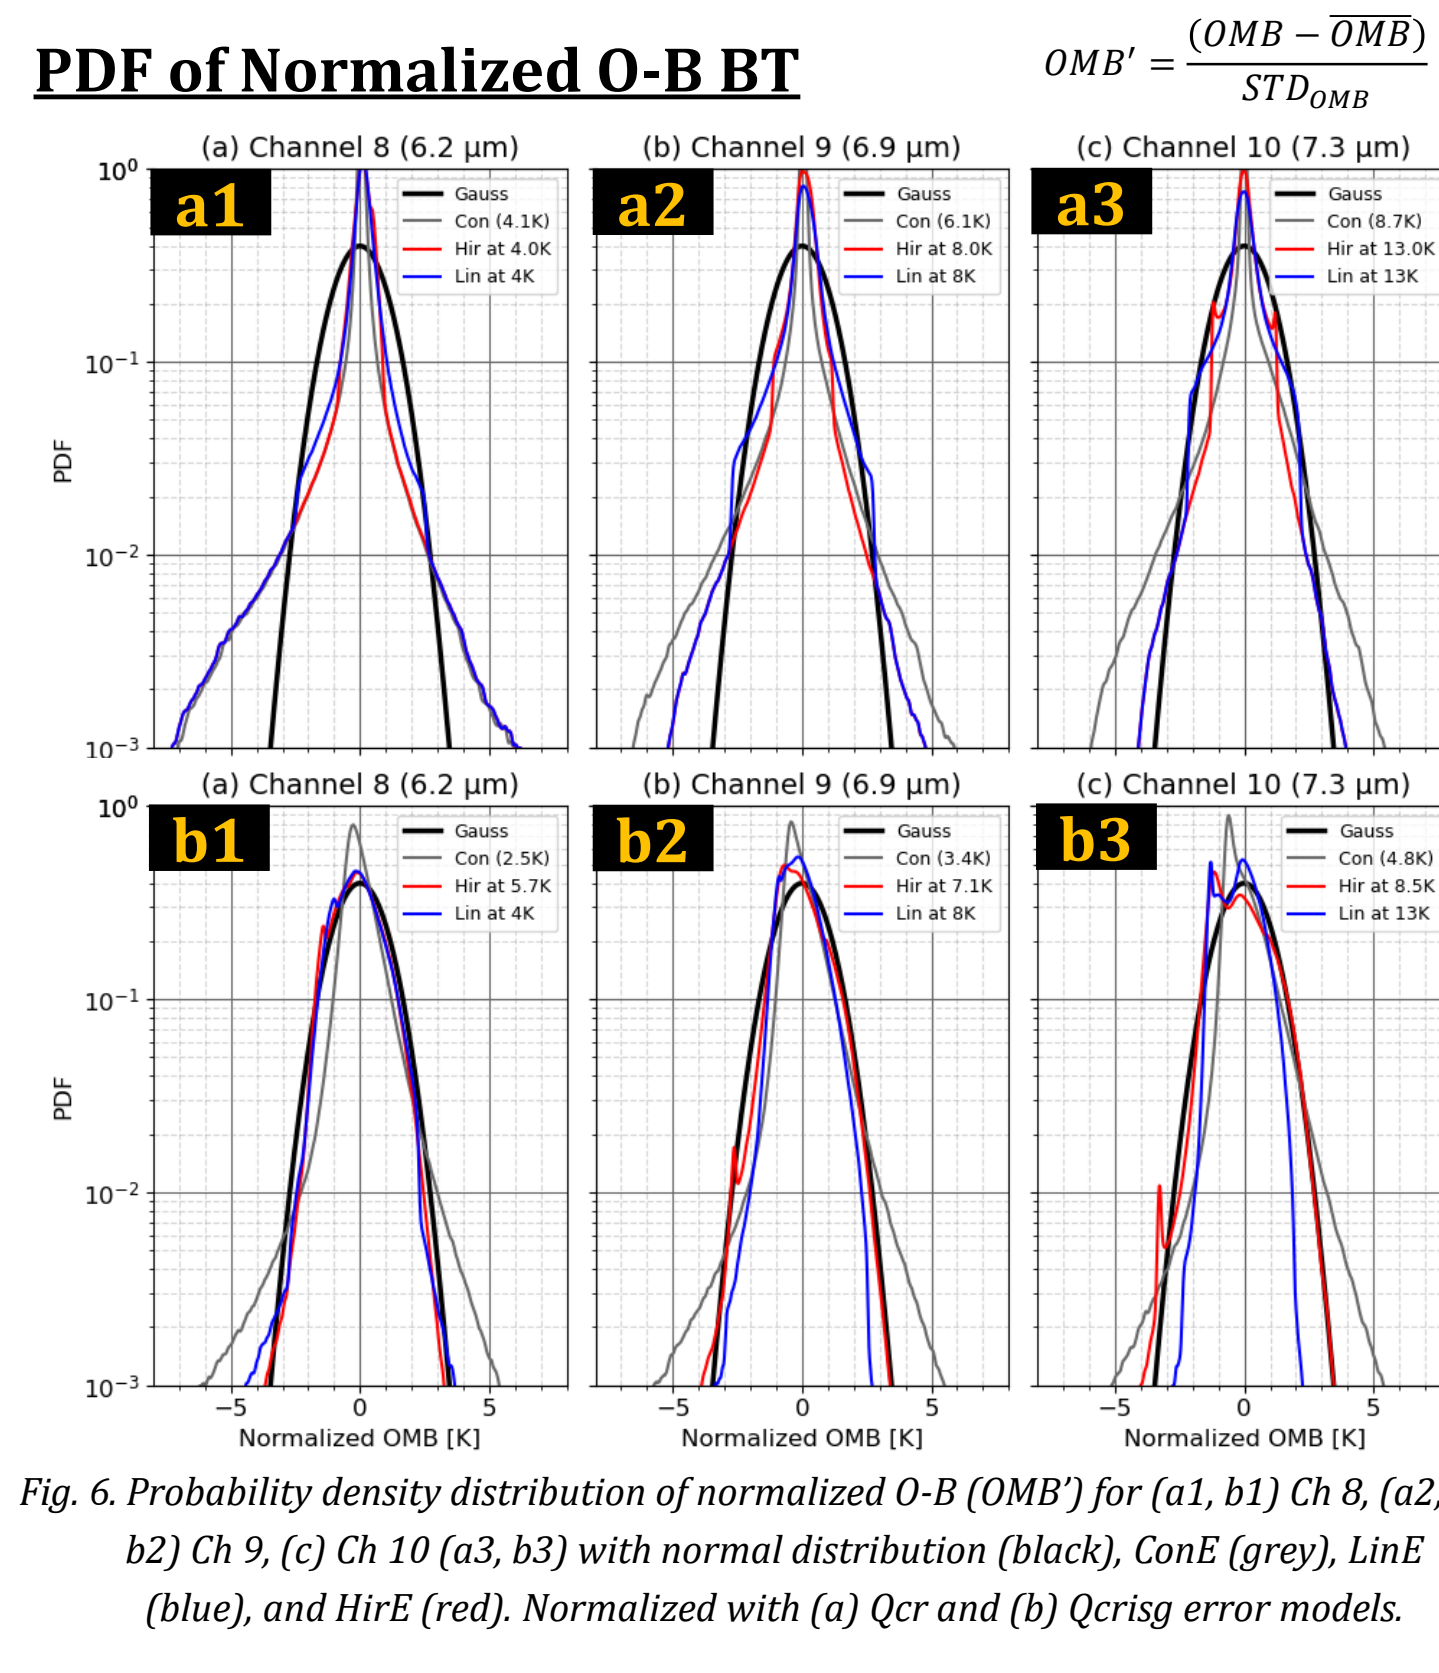 PDF of Normalized O-B BT
OMB′ = (OMB − \overline{OMB}) / STD_{OMB}
(a) Channel 8 (6.2 μm)
(b) Channel 9 (6.9 μm)
(c) Channel 10 (7.3 μm)
a1
Gauss
Con (4.1K)
Hir at 4.0K
Lin at 4K
a2
Gauss
Con (6.1K)
Hir at 8.0K
Lin at 8K
a3
Gauss
Con (8.7K)
Hir at 13.0K
Lin at 13K
10⁰
10⁻¹
10⁻²
10⁻³
PDF
(a) Channel 8 (6.2 μm)
(b) Channel 9 (6.9 μm)
(c) Channel 10 (7.3 μm)
b1
Gauss
Con (2.5K)
Hir at 5.7K
Lin at 4K
b2
Gauss
Con (3.4K)
Hir at 7.1K
Lin at 8K
b3
Gauss
Con (4.8K)
Hir at 8.5K
Lin at 13K
10⁰
10⁻¹
10⁻²
10⁻³
PDF
−5 0 5
−5 0 5
−5 0 5
Normalized OMB [K]
Normalized OMB [K]
Normalized OMB [K]
Fig. 6. Probability density distribution of normalized O-B (OMB’) for (a1, b1) Ch 8, (a2,
b2) Ch 9, (c) Ch 10 (a3, b3) with normal distribution (black), ConE (grey), LinE
(blue), and HirE (red). Normalized with (a) Qcr and (b) Qcrisg error models.